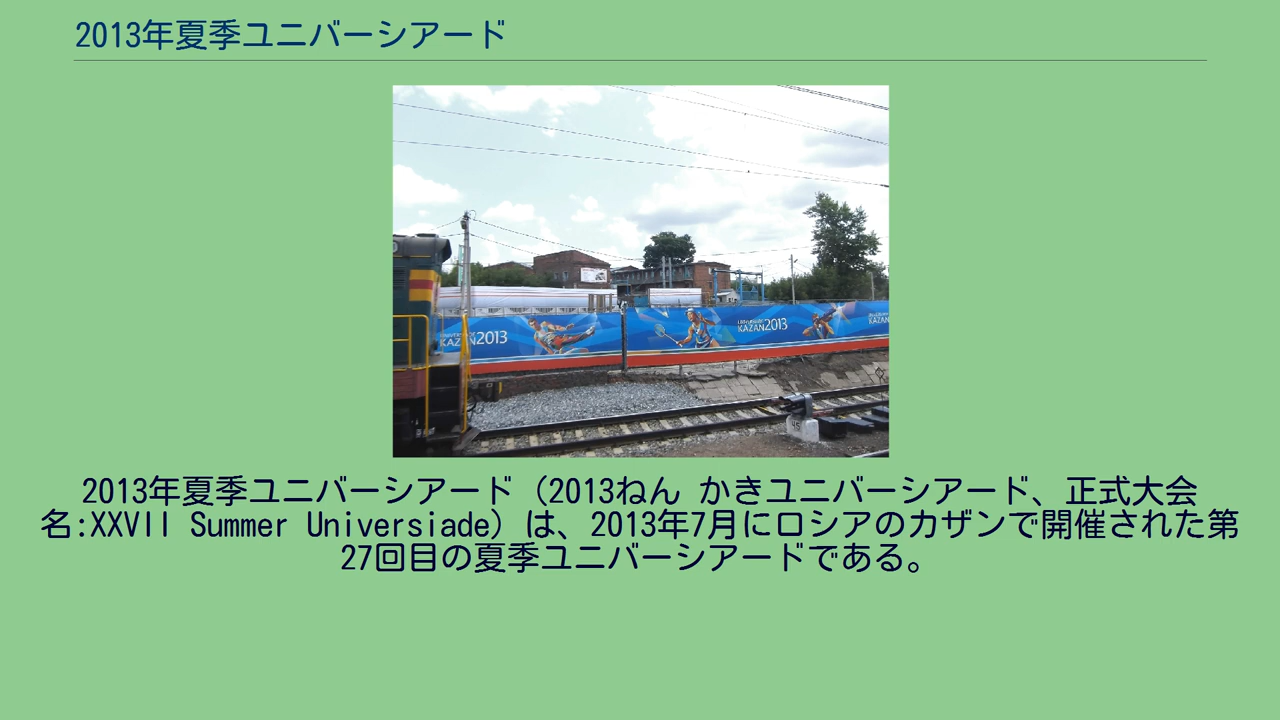 2013年夏季ユニバーシアード
KAZAN2013
KAZAN2013
KAZAN
45
2013年夏季ユニバーシアード（2013ねん かきユニバーシアード、正式大会
名:XXVII Summer Universiade）は、2013年7月にロシアのカザンで開催された第
27回目の夏季ユニバーシアードである。